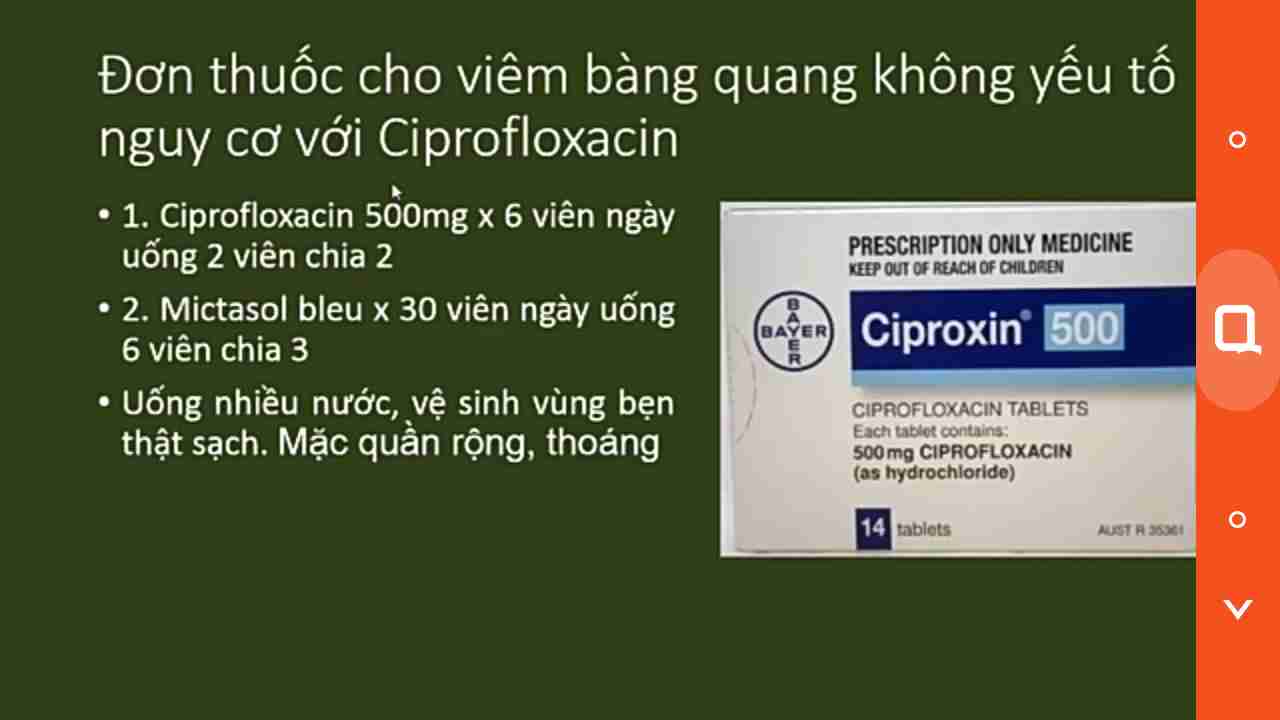 Đơn thuốc cho viêm bàng quang không yếu tố
nguy cơ với Ciprofloxacin
• 1. Ciprofloxacin 500mg x 6 viên ngày
uống 2 viên chia 2
• 2. Mictasol bleu x 30 viên ngày uống
6 viên chia 3
• Uống nhiều nước, vệ sinh vùng bẹn
thật sạch. Mặc quần rộng, thoáng
PRESCRIPTION ONLY MEDICINE
KEEP OUT OF REACH OF CHILDREN
BAYER
BAYER
Ciproxin® 500
CIPROFLOXACIN TABLETS
Each tablet contains:
500 mg CIPROFLOXACIN
(as hydrochloride)
14 tablets
AUST R 35361